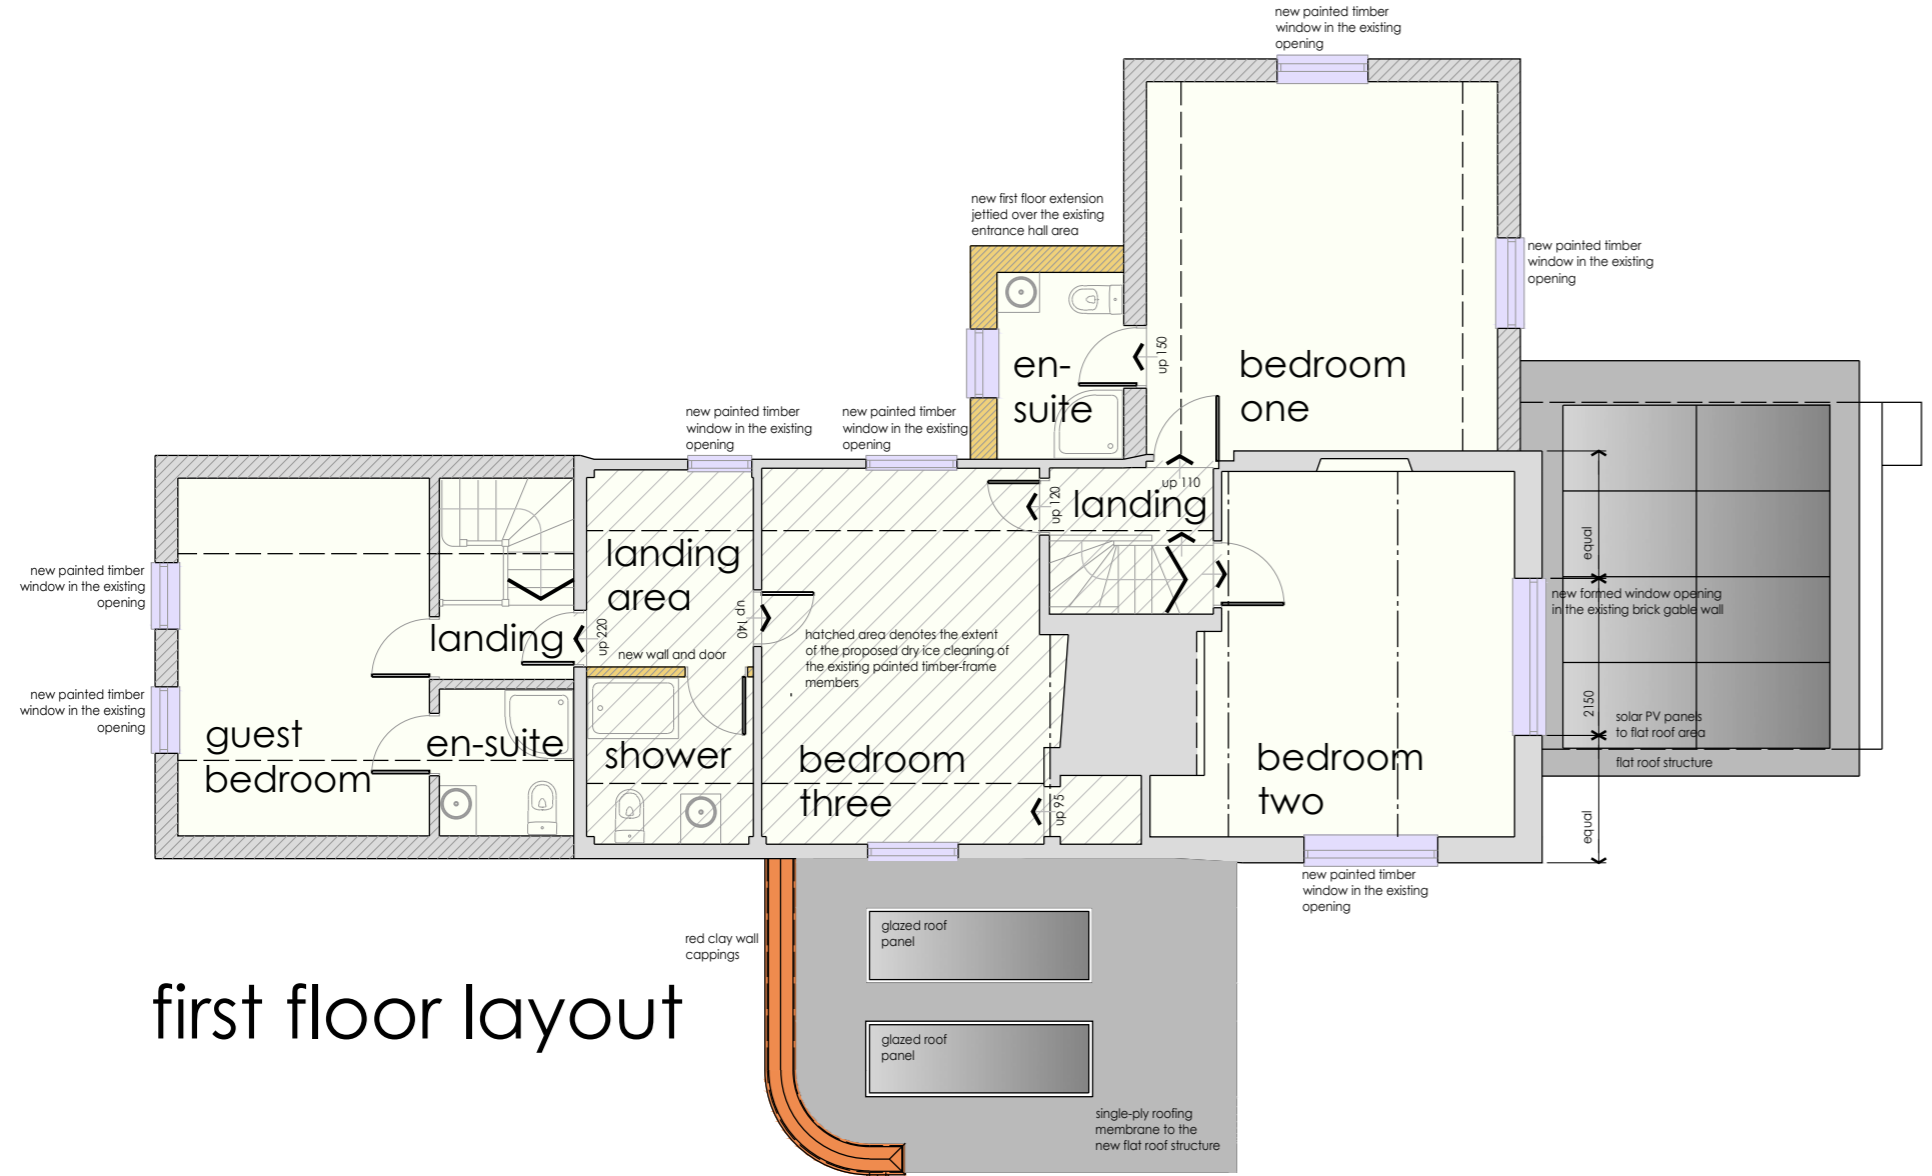 new painted timber
window in the existing
opening
new first floor extension
jettied over the existing
entrance hall area
new painted timber
window in the existing
opening
en-
suite
up 150
bedroom
one
new painted timber
window in the existing
opening
new painted timber
window in the existing
opening
up 120
landing
up 110
new painted timber
window in the existing
opening
landing
area
landing
up 220
up 140
new wall and door
hatched area denotes the extent
of the proposed dry ice cleaning of
the existing painted timber-frame
members
equal
new formed window opening
in the existing brick gable wall
2150
solar PV panels
to flat roof area
flat roof structure
equal
new painted timber
window in the existing
opening
guest
bedroom
en-suite
shower
bedroom
three
up 95
bedroom
two
new painted timber
window in the existing
opening
red clay wall
cappings
glazed roof
panel
first floor layout
glazed roof
panel
single-ply roofing
membrane to the
new flat roof structure